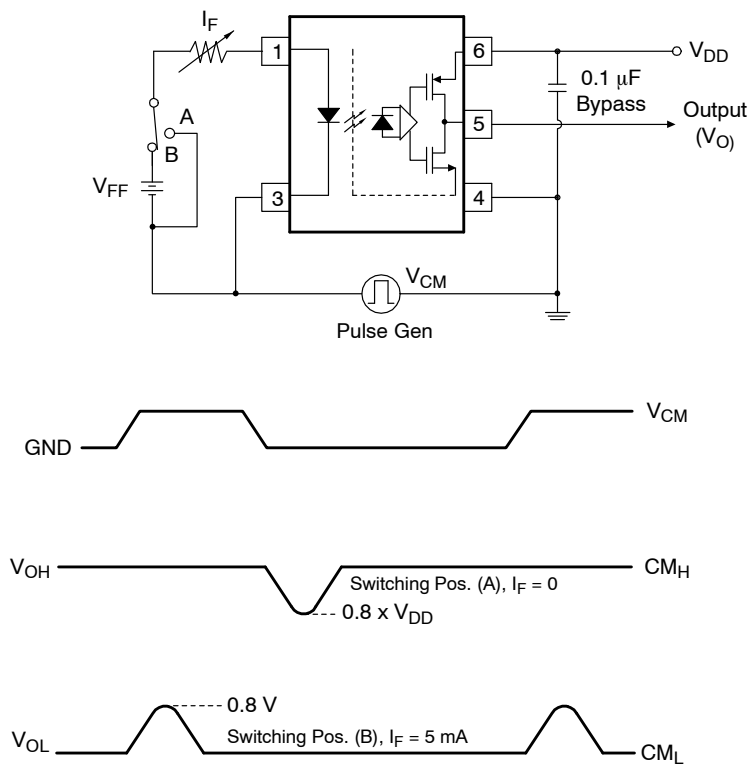 I_F
1
6
V_DD
0.1 μF
Bypass
Output
(V_O)
A
B
5
V_FF
3
4
V_CM
Pulse Gen
V_CM
GND
V_OH
CM_H
Switching Pos. (A), I_F = 0
0.8 x V_DD
0.8 V
V_OL
Switching Pos. (B), I_F = 5 mA
CM_L